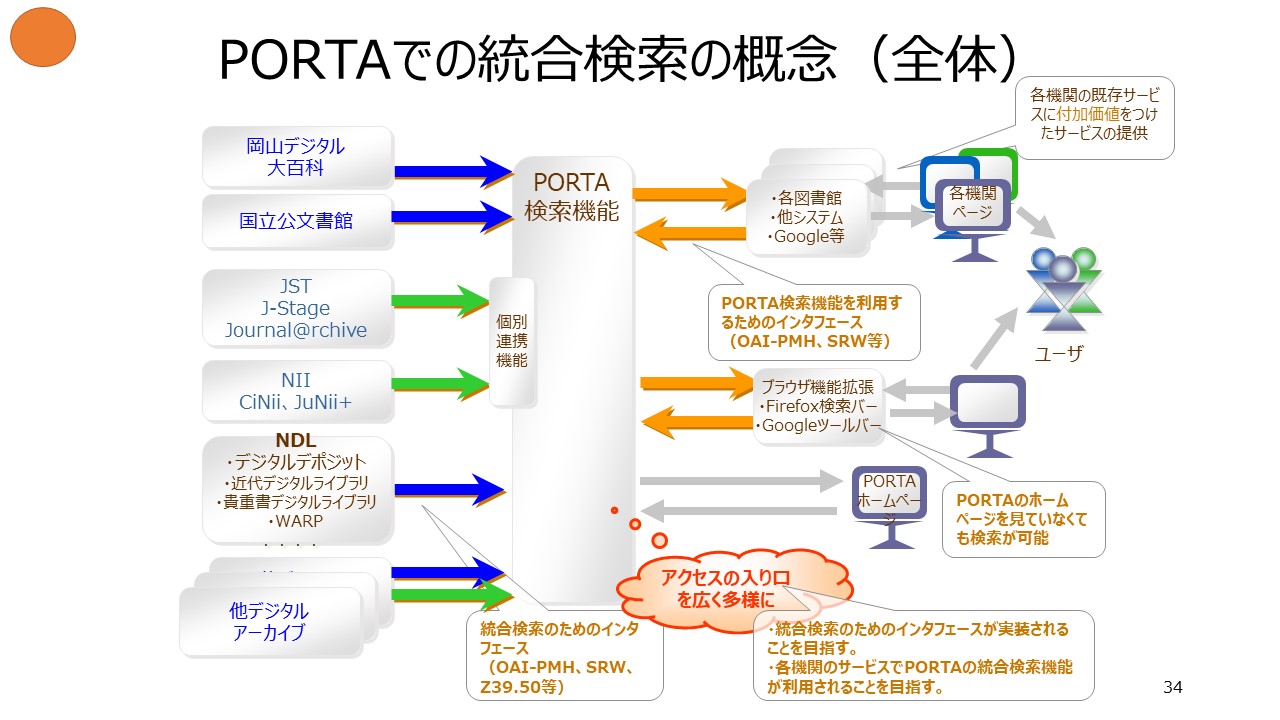 PORTAでの統合検索の概念（全体）
各機関の既存サービ
スに付加価値をつけ
たサービスの提供
岡山デジタル
大百科
国立公文書館
JST
J-Stage
Journal@rchive
NII
CiNii、JuNii+
NDL
・デジタルデポジット
・近代デジタルライブラリ
・貴重書デジタルライブラリ
・WARP
・・・・
他デジタル
アーカイブ
PORTA
検索機能
個別
連携
機能
・各図書館
・他システム
・Google等
各機関
ページ
PORTA検索機能を利用す
るためのインタフェース
（OAI-PMH、SRW等）
ユーザ
ブラウザ機能拡張
・Firefox検索バー
・Googleツールバー
PORTA
ホームペー
ジ
PORTAのホーム
ページを見ていなくて
も検索が可能
アクセスの入り口
を広く多様に
統合検索のためのインタ
フェース
（OAI-PMH、SRW、
Z39.50等）
・統合検索のためのインタフェースが実装される
ことを目指す。
・各機関のサービスでPORTAの統合検索機能
が利用されることを目指す。
34